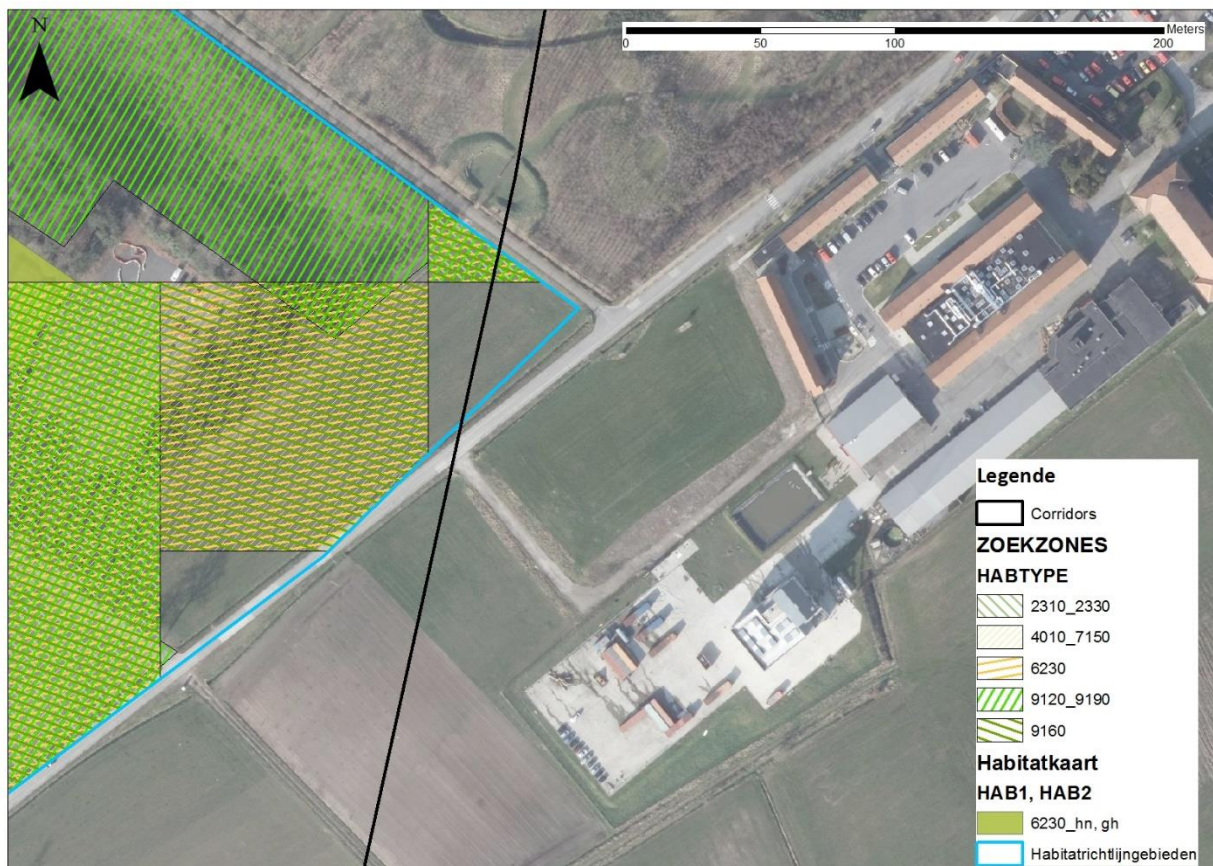 N
Meters
0 50 100 200
Legende
Corridors
ZOEKZONES
HABTYPE
2310_2330
4010_7150
6230
9120_9190
9160
Habitatkaart
HAB1, HAB2
6230_hn, gh
Habitatrichtlijngebieden